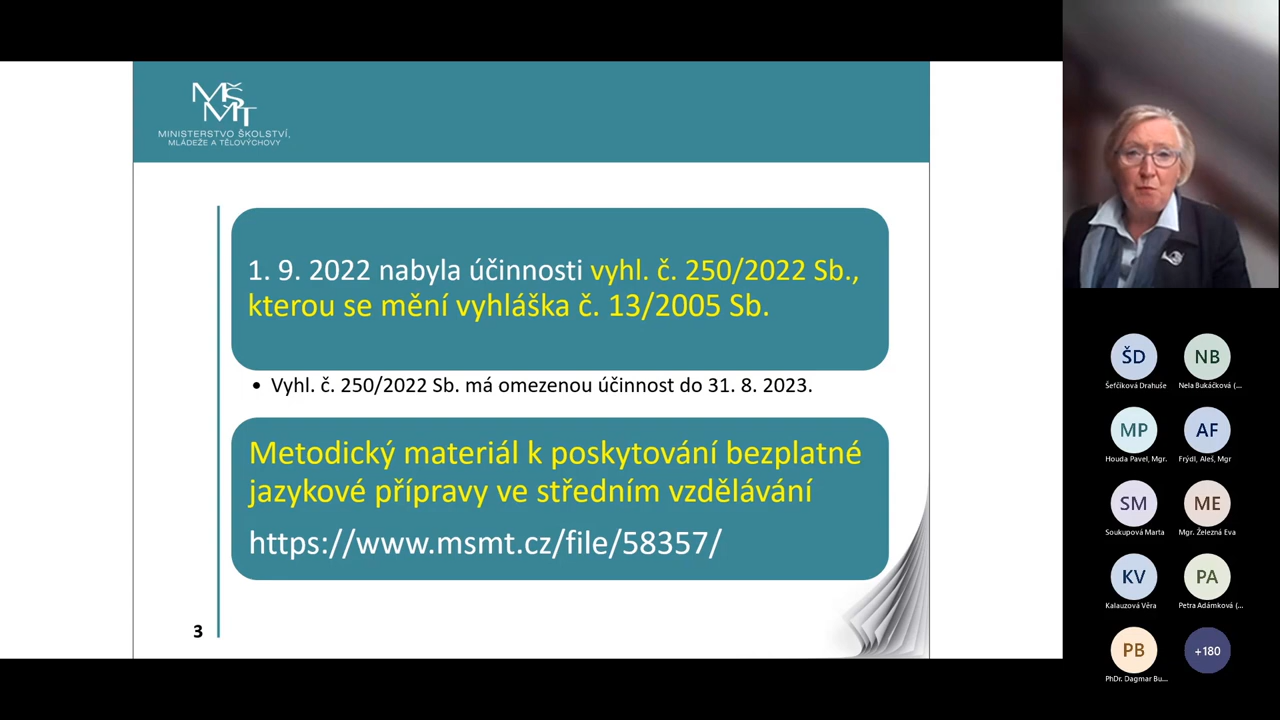 MŠMT
MINISTERSTVO ŠKOLSTVÍ,
MLÁDEŽE A TĚLOVÝCHOVY
1. 9. 2022 nabyla účinnosti vyhl. č. 250/2022 Sb.,
kterou se mění vyhláška č. 13/2005 Sb.
• Vyhl. č. 250/2022 Sb. má omezenou účinnost do 31. 8. 2023.
Metodický materiál k poskytování bezplatné
jazykové přípravy ve středním vzdělávání
https://www.msmt.cz/file/58357/
3
ŠD
NB
Šefčíková Drahuše
Nela Bukáčková (...
MP
AF
Houda Pavel, Mgr.
Frýdl, Aleš, Mgr
SM
ME
Soukupová Marta
Mgr. Železná Eva
KV
PA
Kalauzová Věra
Petra Adámková (...
PB
+180
PhDr. Dagmar Bu...